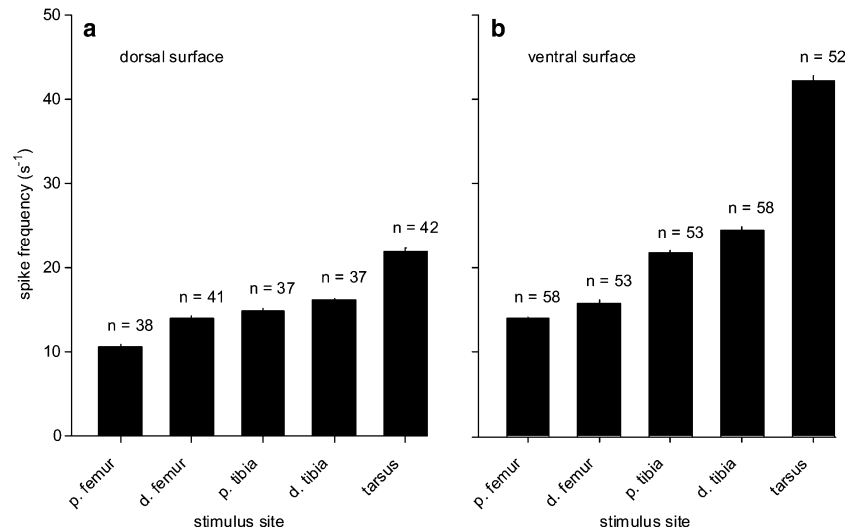 a
dorsal surface
spike frequency (s-1)
50
40
30
20
10
0
n = 38
n = 41
n = 37
n = 37
n = 42
p. femur
d. femur
p. tibia
d. tibia
tarsus
stimulus site
b
ventral surface
n = 58
n = 53
n = 53
n = 58
n = 52
p. femur
d. femur
p. tibia
d. tibia
tarsus
stimulus site